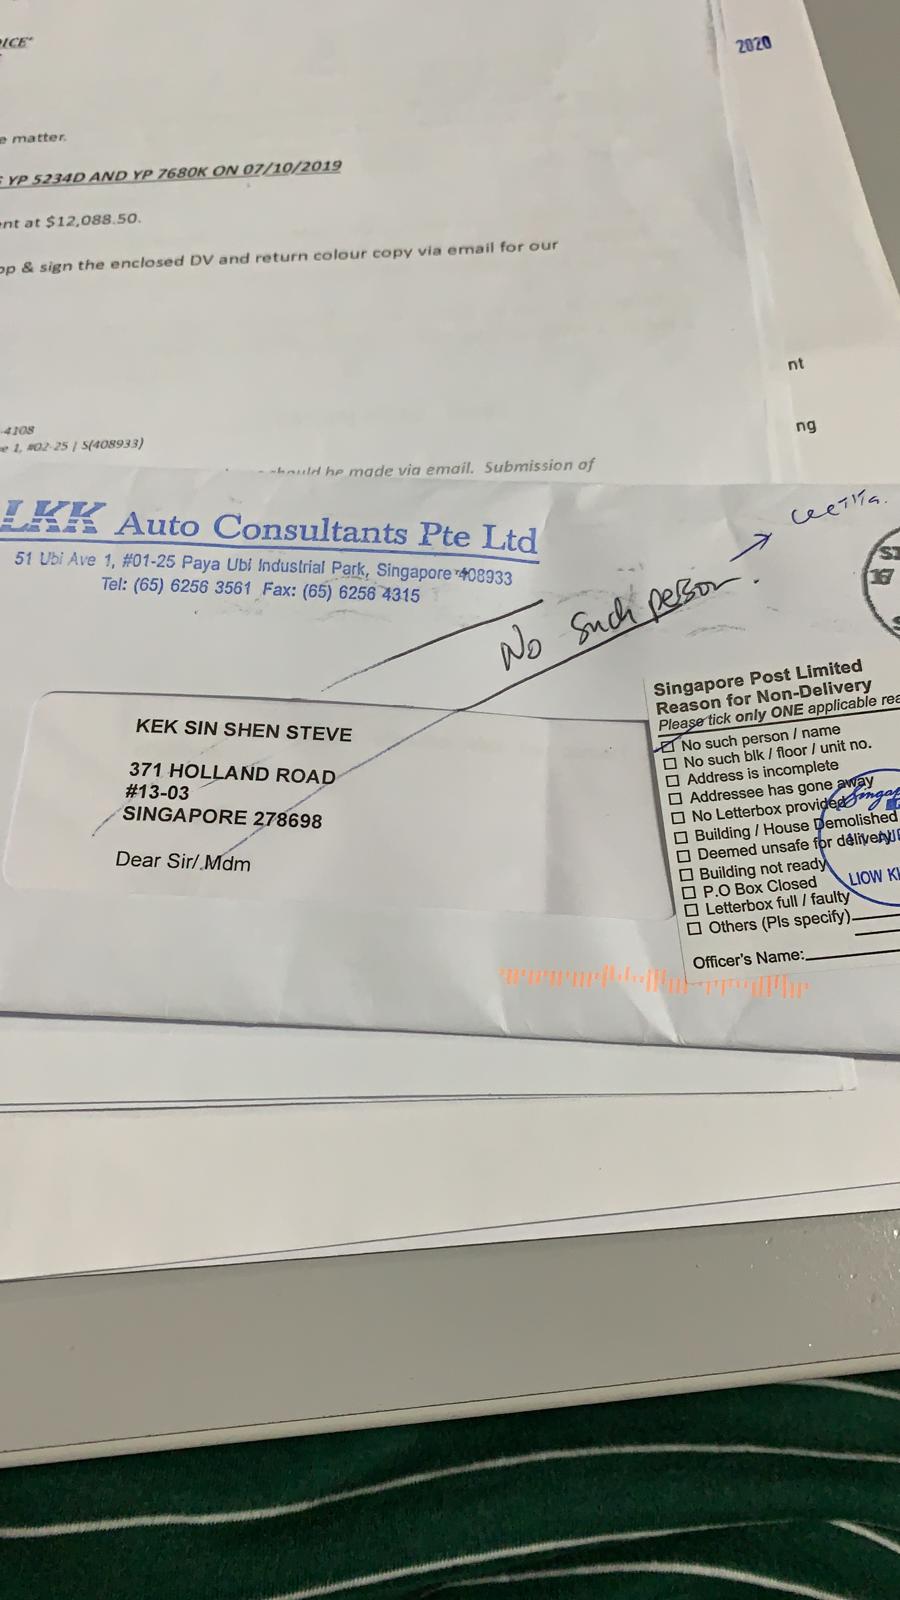 2020
e matter.
YP 5234D AND YP 7680K ON 07/10/2019
nt at $12,088.50.
op & sign the enclosed DV and return colour copy via email for our
nt
-4108
ng
e 1, #02-25 | S(408933)
should be made via email. Submission of
LKK Auto Consultants Pte Ltd
51 Ubi Ave 1, #01-25 Paya Ubi Industrial Park, Singapore 408933
Tel: (65) 6256 3561 Fax: (65) 6256 4315
No such person.
KEK SIN SHEN STEVE
371 HOLLAND ROAD
#13-03
SINGAPORE 278698
Dear Sir/ Mdm
Singapore Post Limited
Reason for Non-Delivery
Please tick only ONE applicable rea
No such person / name
No such blk / floor / unit no.
Address is incomplete
Addressee has gone away
No Letterbox provided
Building / House Demolished
Deemed unsafe for delivery
Building not ready
P.O Box Closed
Letterbox full / faulty
Others (Pls specify)
Officer's Name:
LIOW